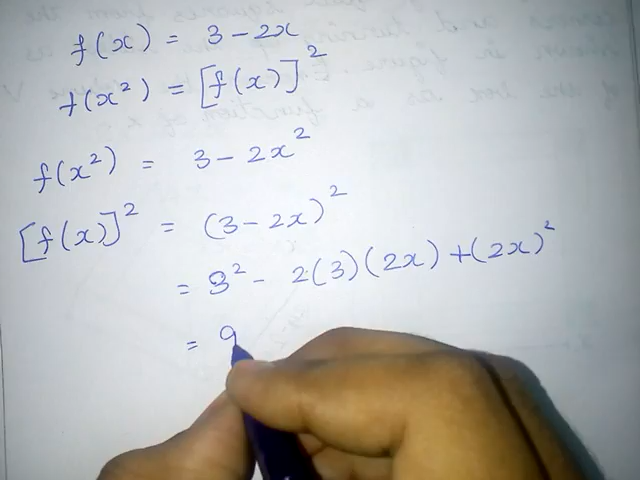 f(x) = 3 - 2x
f(x²) = [f(x)]²
f(x²) = 3 - 2x²
[f(x)]² = (3 - 2x)²
= 3² - 2(3)(2x) + (2x)²
= 9